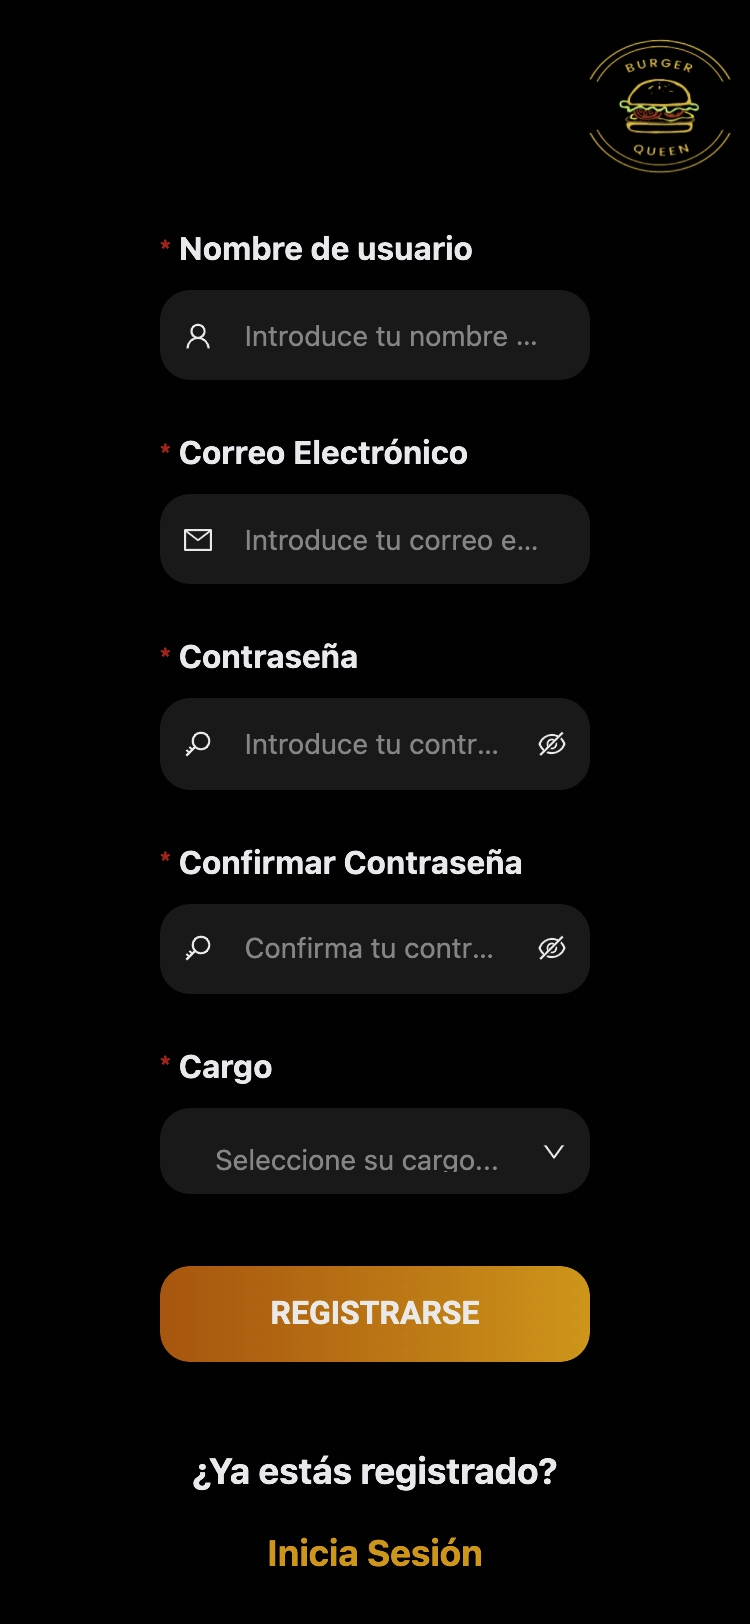 BURGER
QUEEN
* Nombre de usuario
Introduce tu nombre ...
* Correo Electrónico
Introduce tu correo e...
* Contraseña
Introduce tu contr...
* Confirmar Contraseña
Confirma tu contr...
* Cargo
Seleccione su cargo...
REGISTRARSE
¿Ya estás registrado?
Inicia Sesión